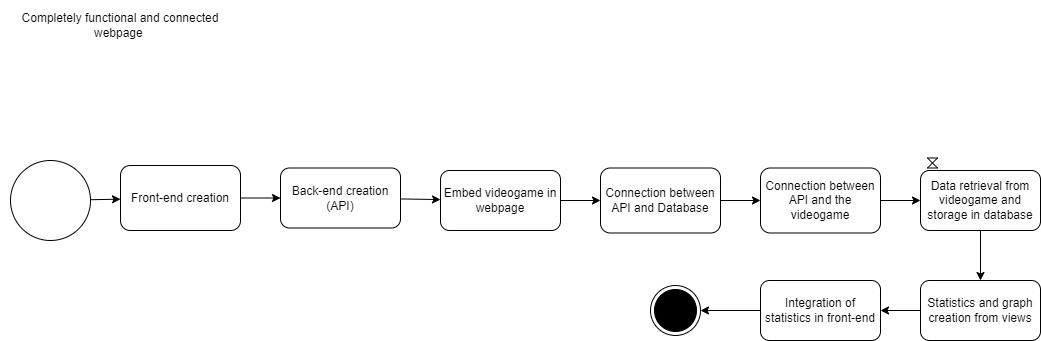 Completely functional and connected
webpage
Front-end creation
Back-end creation
(API)
Embed videogame in
webpage
Connection between
API and Database
Connection between
API and the
videogame
Data retrieval from
videogame and
storage in database
Integration of
statistics in front-end
Statistics and graph
creation from views